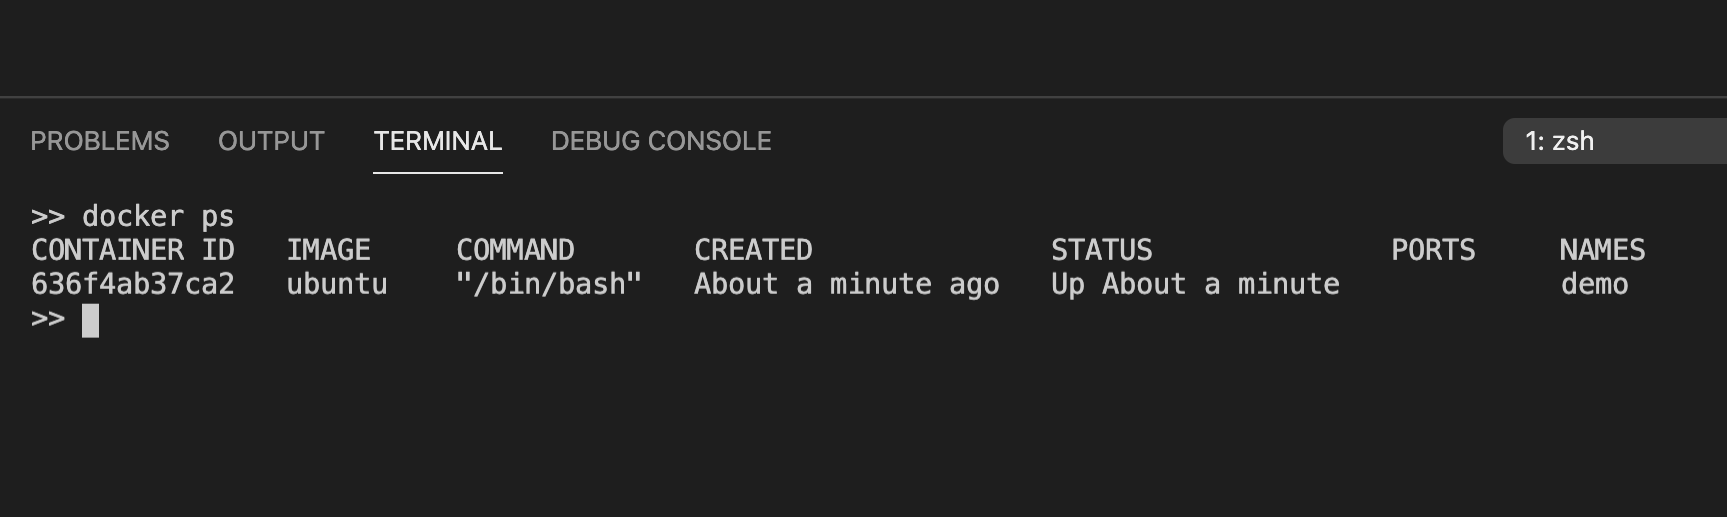 PROBLEMS OUTPUT TERMINAL DEBUG CONSOLE 1: zsh
>> docker ps
CONTAINER ID IMAGE COMMAND CREATED STATUS PORTS NAMES
636f4ab37ca2 ubuntu "/bin/bash" About a minute ago Up About a minute demo
>>